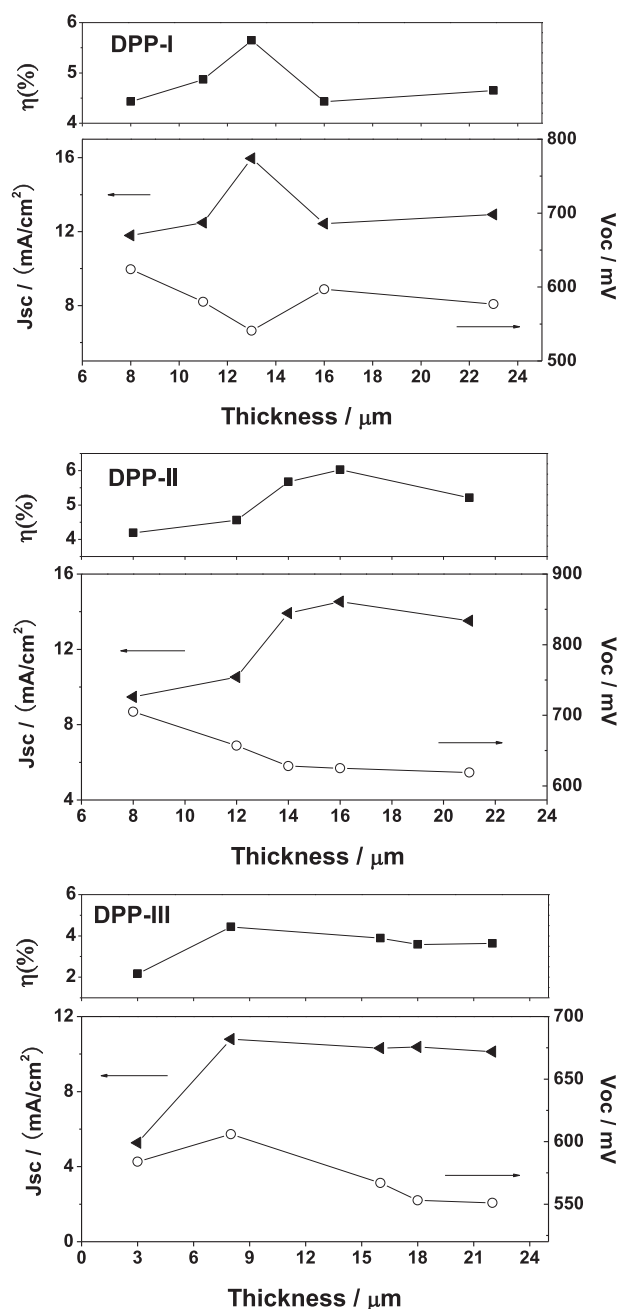 DPP-I
η(%)
6
5
4
Jsc / (mA/cm²)
16
12
8
Voc / mV
800
700
600
500
6 8 10 12 14 16 18 20 22 24
Thickness / μm
DPP-II
η(%)
6
5
4
Jsc / (mA/cm²)
16
12
8
4
Voc / mV
900
800
700
600
6 8 10 12 14 16 18 20 22 24
Thickness / μm
DPP-III
η(%)
6
4
2
Jsc / (mA/cm²)
12
8
4
0
Voc / mV
700
650
600
550
0 3 6 9 12 15 18 21 24
Thickness / μm